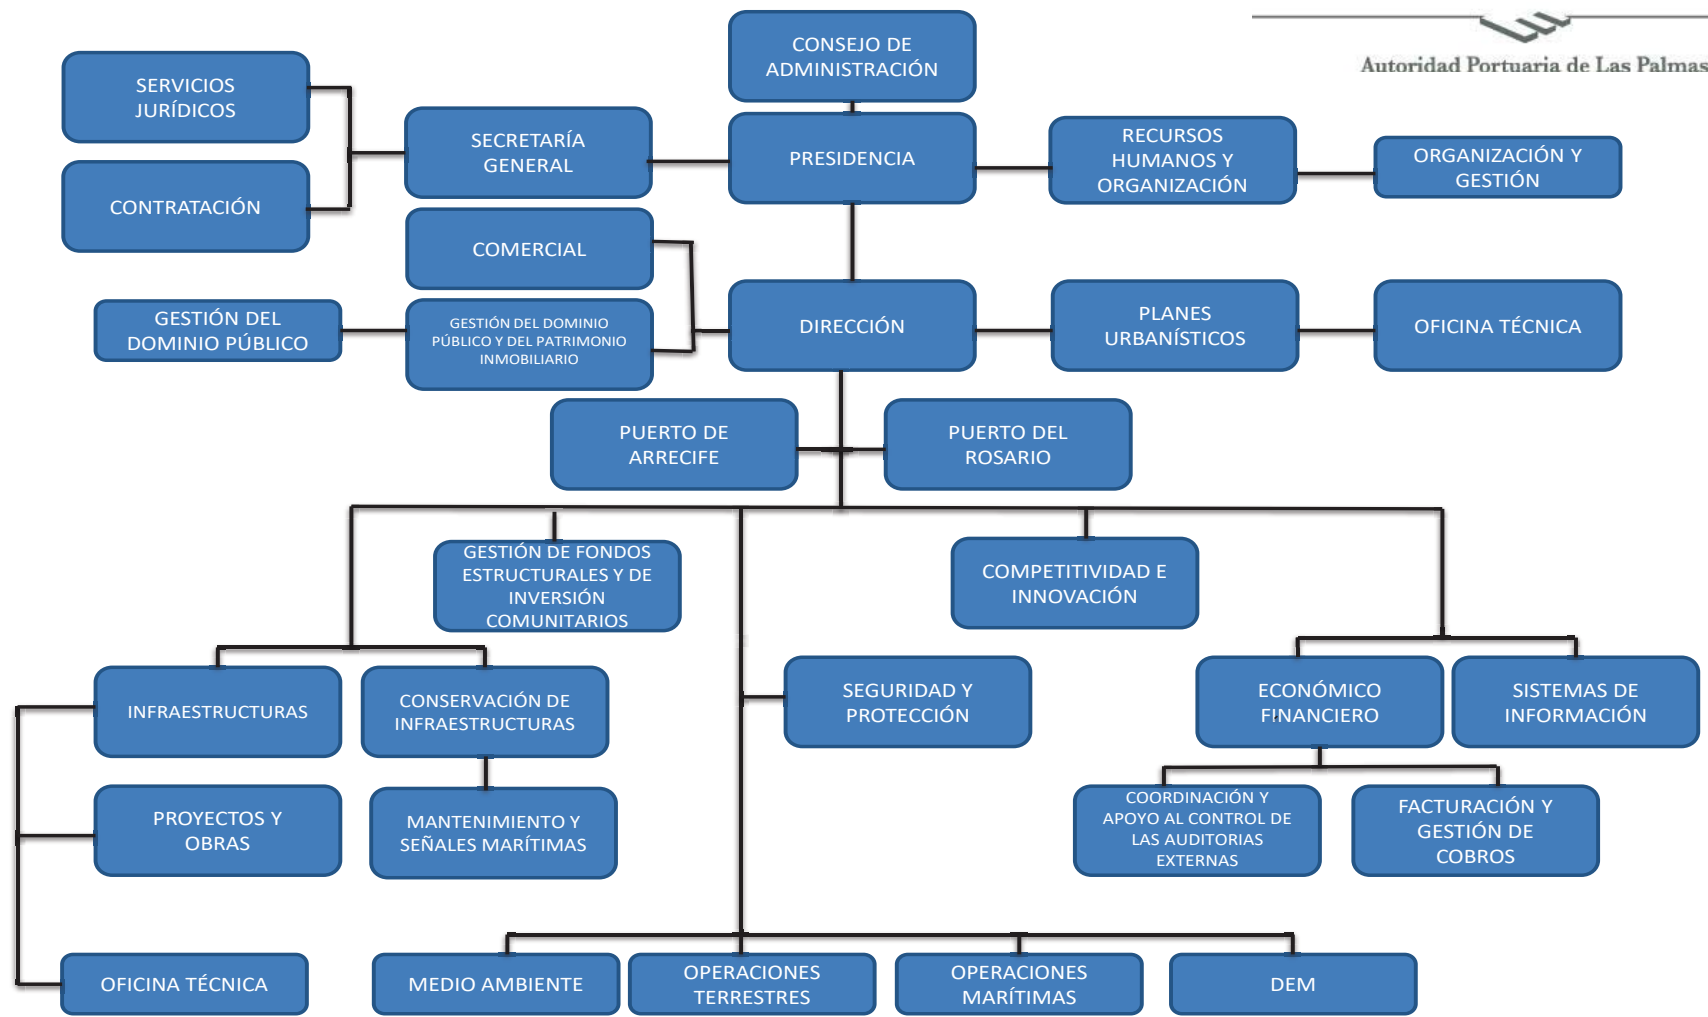 Autoridad Portuaria de Las Palmas
CONSEJO DE
ADMINISTRACIÓN
SERVICIOS
JURÍDICOS
SECRETARÍA
GENERAL
PRESIDENCIA
RECURSOS
HUMANOS Y
ORGANIZACIÓN
ORGANIZACIÓN Y
GESTIÓN
CONTRATACIÓN
COMERCIAL
GESTIÓN DEL
DOMINIO PÚBLICO
GESTIÓN DEL DOMINIO
PÚBLICO Y DEL PATRIMONIO
INMOBILIARIO
DIRECCIÓN
PLANES
URBANÍSTICOS
OFICINA TÉCNICA
PUERTO DE
ARRECIFE
PUERTO DEL
ROSARIO
GESTIÓN DE FONDOS
ESTRUCTURALES Y DE
INVERSIÓN
COMUNITARIOS
COMPETITIVIDAD E
INNOVACIÓN
INFRAESTRUCTURAS
CONSERVACIÓN DE
INFRAESTRUCTURAS
SEGURIDAD Y
PROTECCIÓN
ECONÓMICO
FINANCIERO
SISTEMAS DE
INFORMACIÓN
PROYECTOS Y
OBRAS
MANTENIMIENTO Y
SEÑALES MARÍTIMAS
COORDINACIÓN Y
APOYO AL CONTROL DE
LAS AUDITORIAS
EXTERNAS
FACTURACIÓN Y
GESTIÓN DE
COBROS
OFICINA TÉCNICA
MEDIO AMBIENTE
OPERACIONES
TERRESTRES
OPERACIONES
MARÍTIMAS
DEM